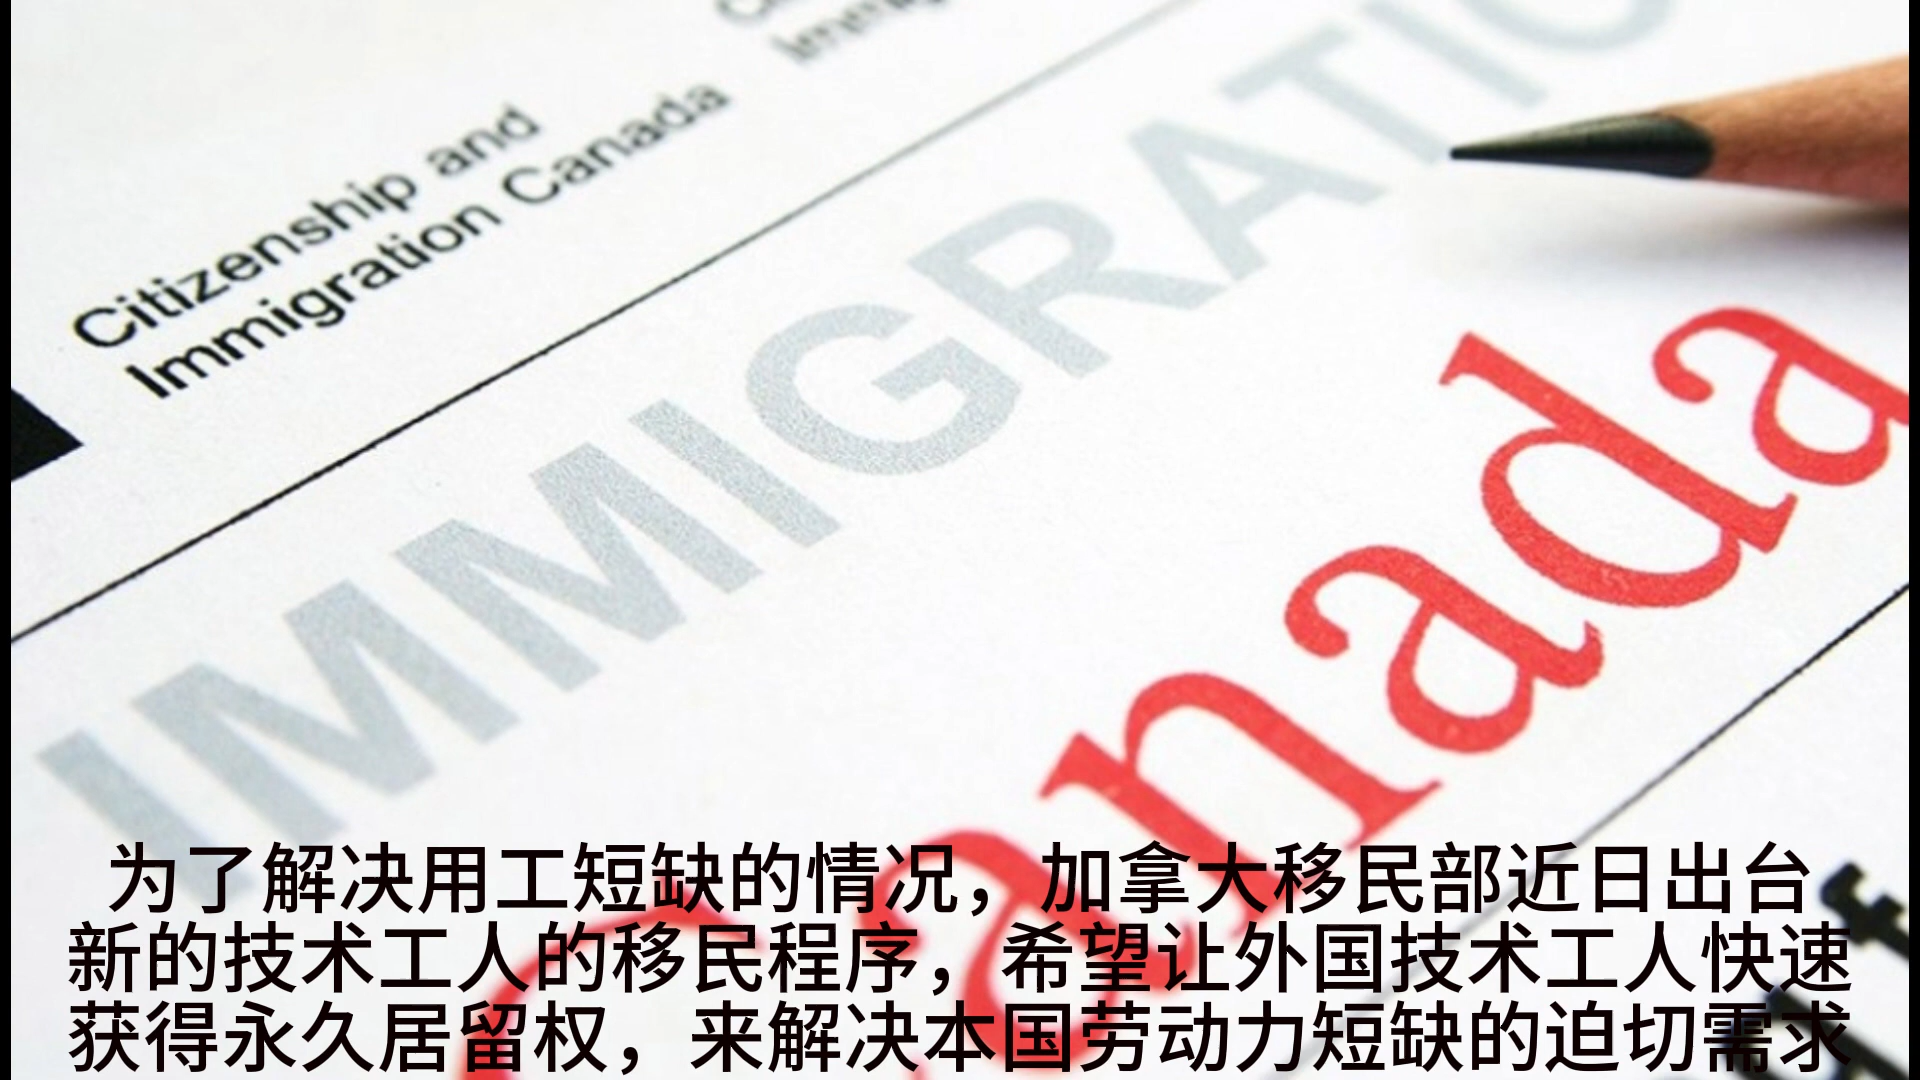 Citizenship and
Immigration Canada
IMMIGRATIO
Canada
为了解决用工短缺的情况，加拿大移民部近日出台
新的技术工人的移民程序，希望让外国技术工人快速
获得永久居留权，来解决本国劳动力短缺的迫切需求